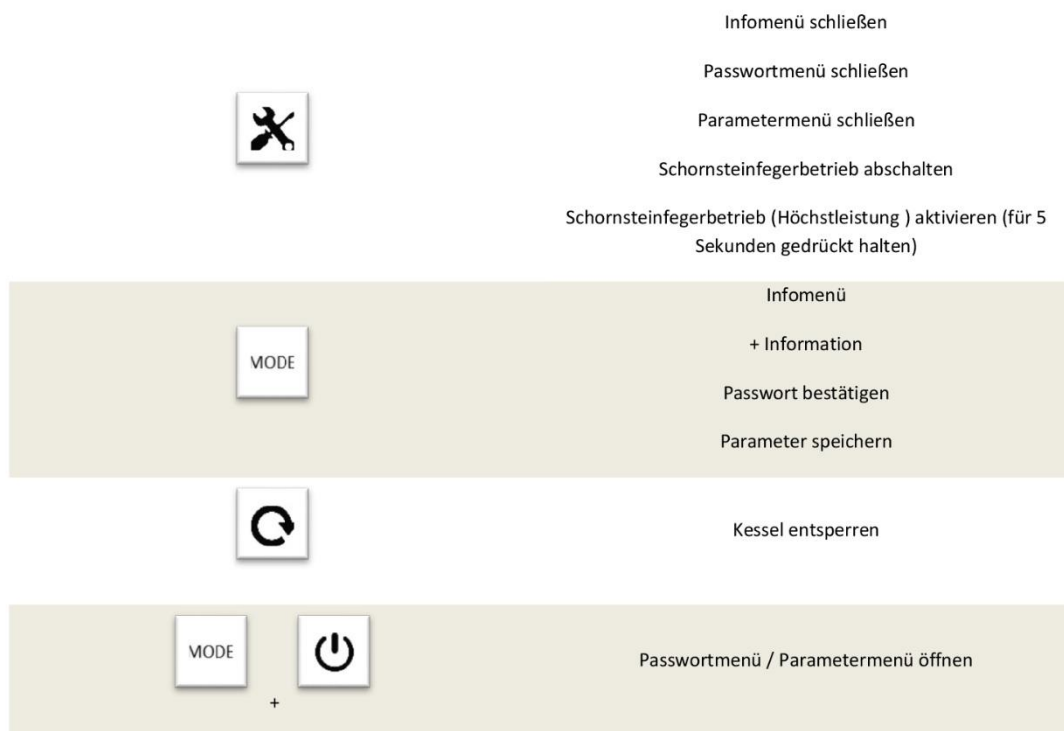 Infomenü schließen
Passwortmenü schließen
Parametermenü schließen
Schornsteinfegerbetrieb abschalten
Schornsteinfegerbetrieb (Höchstleistung ) aktivieren (für 5
Sekunden gedrückt halten)
MODE
Infomenü
+ Information
Passwort bestätigen
Parameter speichern
Kessel entsperren
MODE
+
Passwortmenü / Parametermenü öffnen